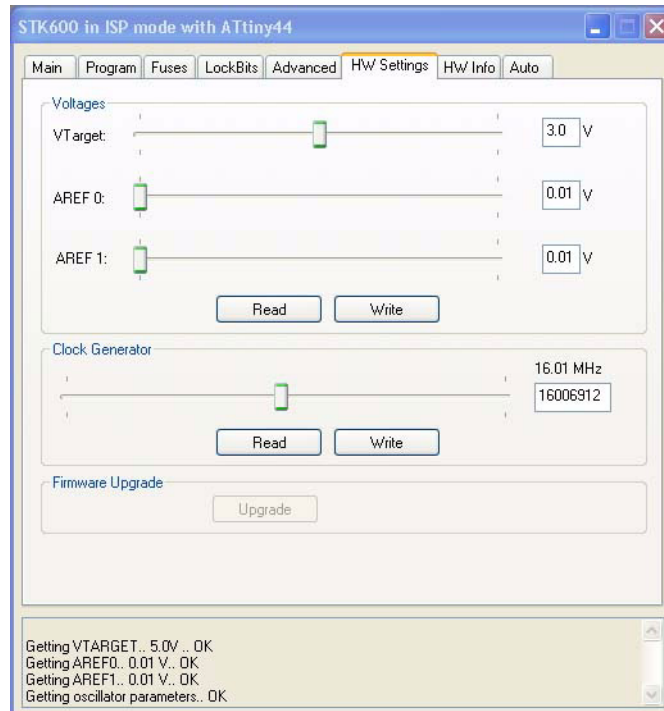 STK600 in ISP mode with ATtiny44
Main Program Fuses LockBits Advanced HW Settings HW Info Auto
Voltages
VTarget: 3.0 V
AREF 0: 0.01 V
AREF 1: 0.01 V
Read Write
Clock Generator
16.01 MHz
16006912
Read Write
Firmware Upgrade
Upgrade
Getting VTARGET.. 5.0V .. OK
Getting AREF0.. 0.01 V.. OK
Getting AREF1.. 0.01 V.. OK
Getting oscillator parameters.. OK